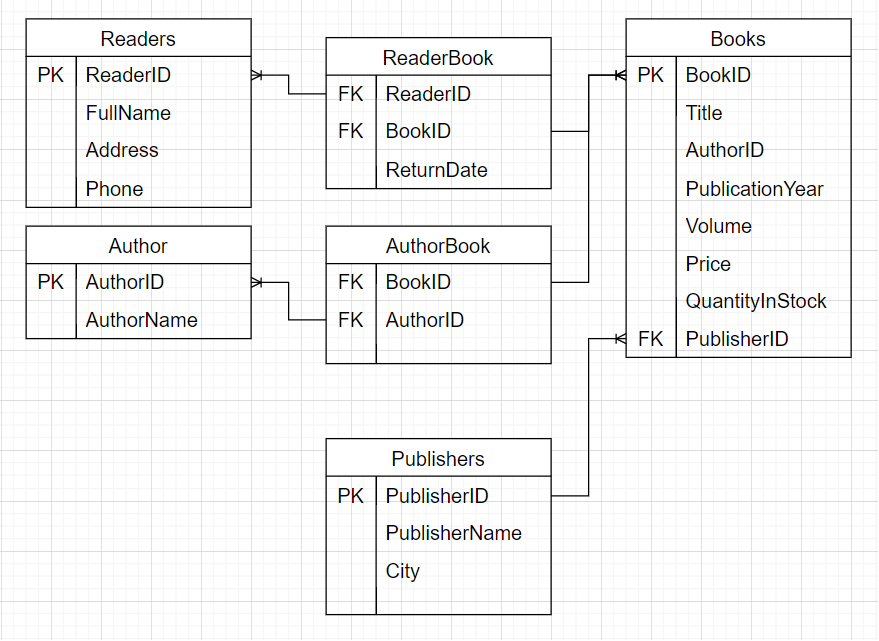 Readers
PK ReaderID
FullName
Address
Phone
ReaderBook
FK ReaderID
FK BookID
ReturnDate
Books
PK BookID
Title
AuthorID
PublicationYear
Volume
Price
QuantityInStock
FK PublisherID
Author
PK AuthorID
AuthorName
AuthorBook
FK BookID
FK AuthorID
Publishers
PK PublisherID
PublisherName
City